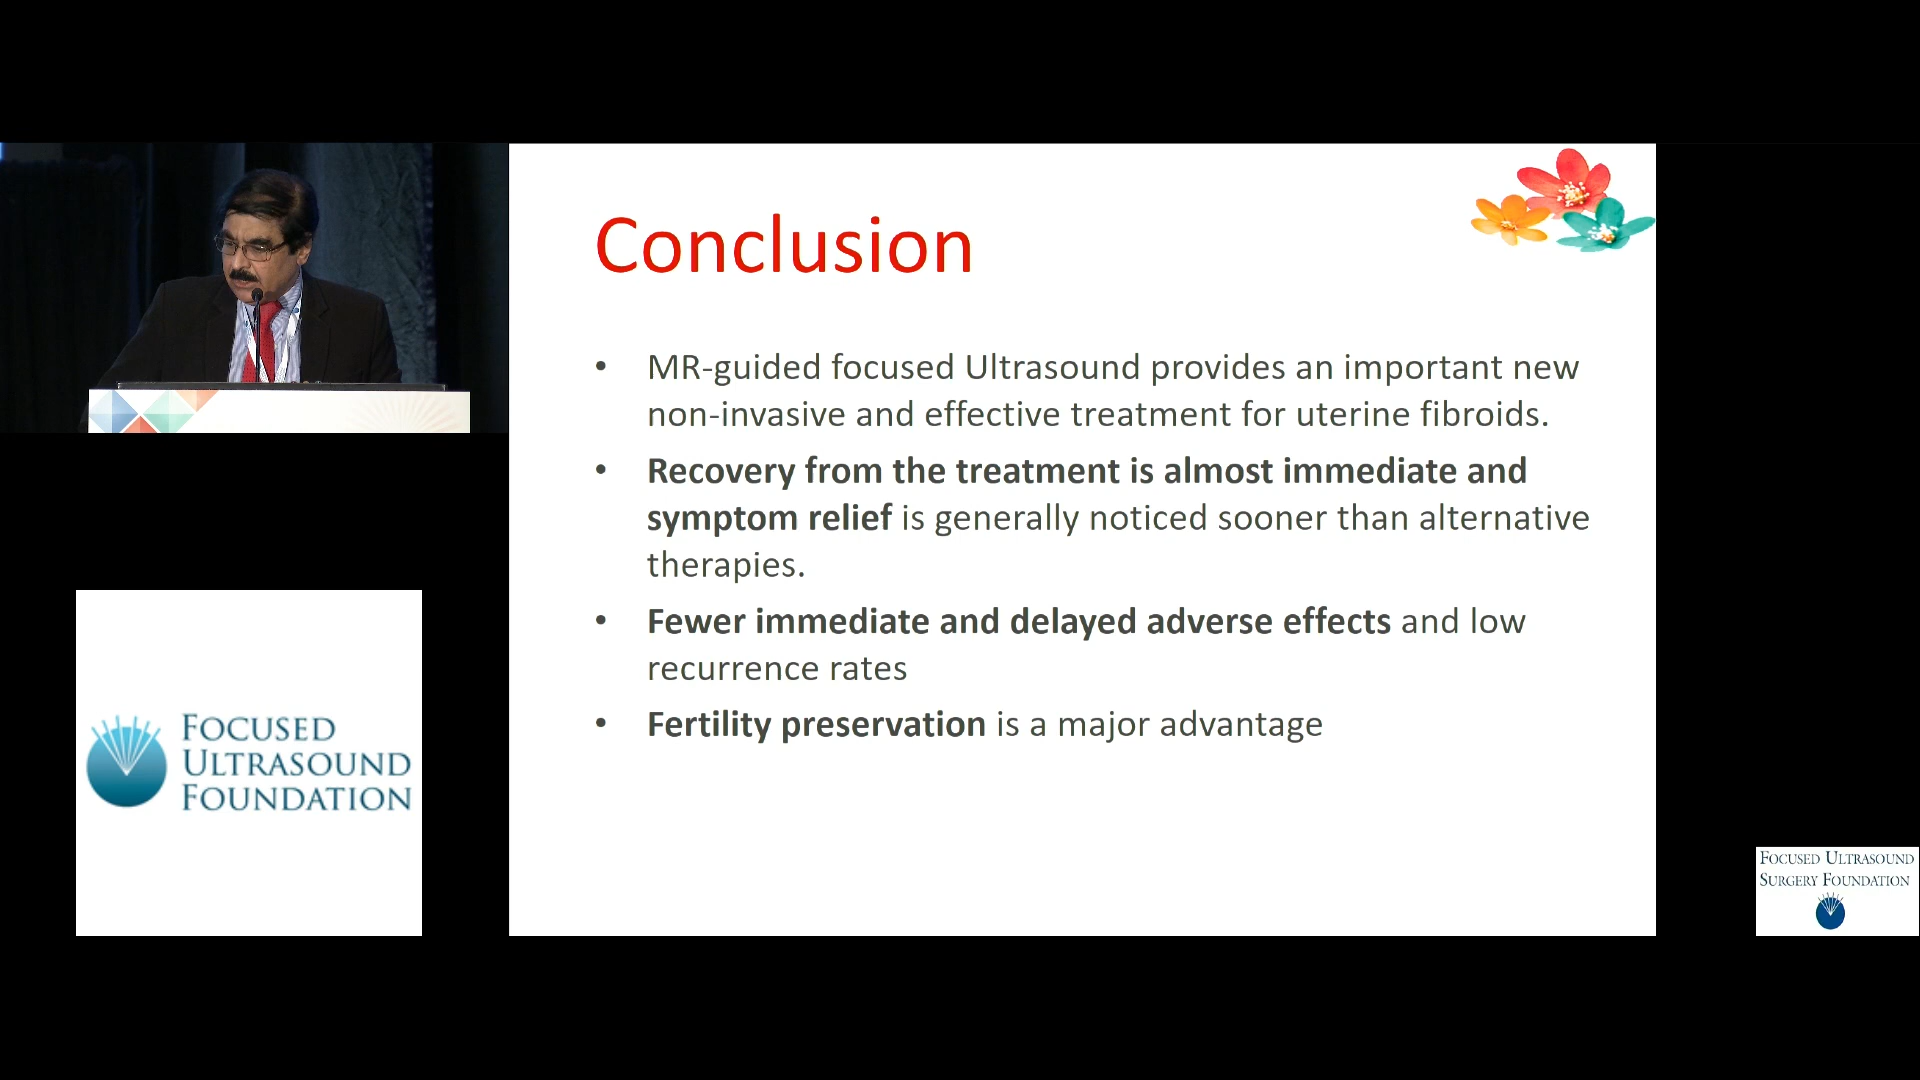 Conclusion
• MR-guided focused Ultrasound provides an important new
non-invasive and effective treatment for uterine fibroids.
• Recovery from the treatment is almost immediate and
symptom relief is generally noticed sooner than alternative
therapies.
• Fewer immediate and delayed adverse effects and low
recurrence rates
• Fertility preservation is a major advantage
FOCUSED
ULTRASOUND
FOUNDATION
FOCUSED ULTRASOUND
SURGERY FOUNDATION